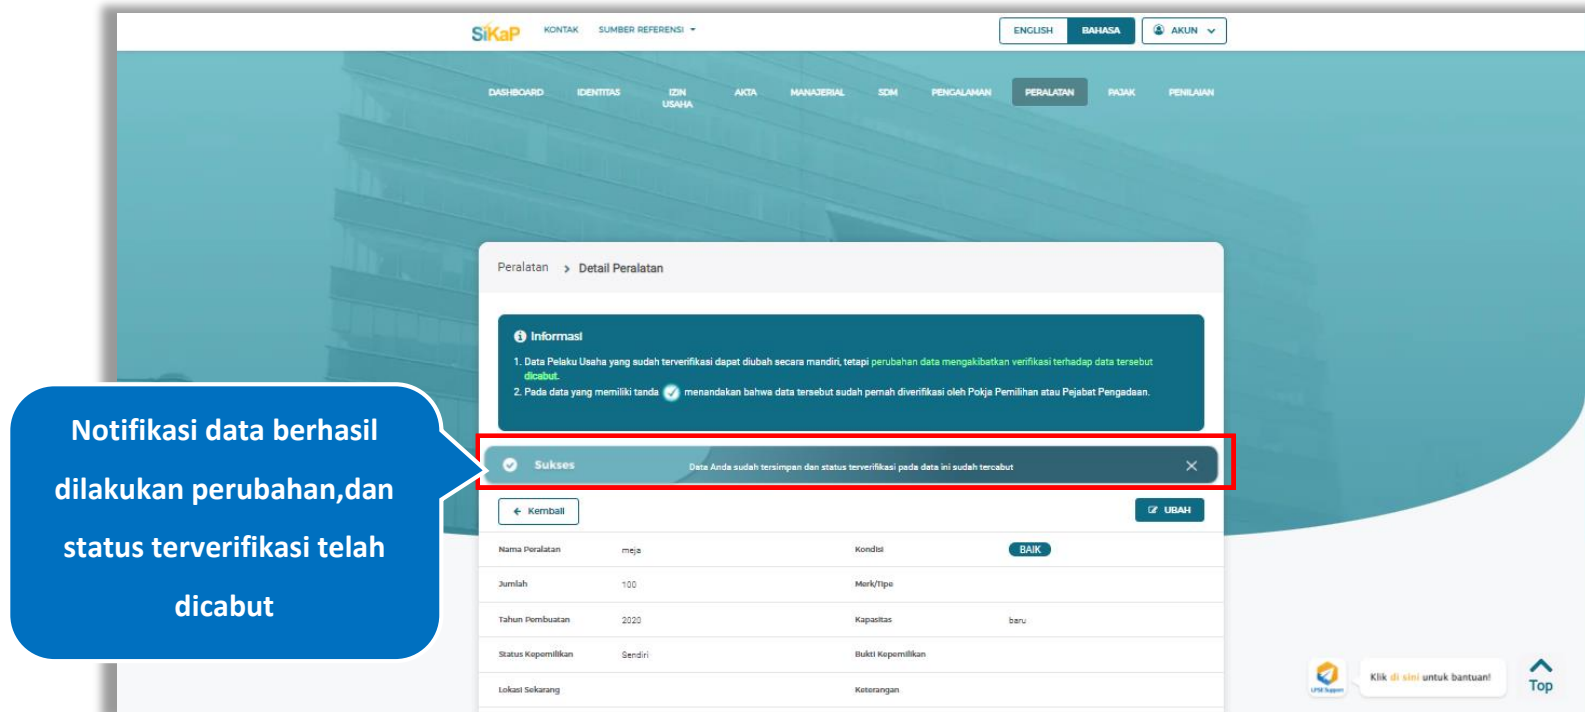 SiKaP KONTAK SUMBER REFERENSI ENGLISH BAHASA AKUN
DASHBOARD IDENTITAS IZIN USAHA AKTA MANAJERIAL SDM PENGALAMAN PERALATAN PAJAK PENILAIAN
Peralatan > Detail Peralatan
Informasi
1. Data Pelaku Usaha yang sudah terverifikasi dapat diubah secara mandiri, tetapi perubahan data mengakibatkan verifikasi terhadap data tersebut
dicabut.
2. Pada data yang memiliki tanda menandakan bahwa data tersebut sudah pernah diverifikasi oleh Pokja Pemilihan atau Pejabat Pengadaan.
Notifikasi data berhasil
dilakukan perubahan,dan
status terverifikasi telah
dicabut
Sukses Data Anda sudah tersimpan dan status terverifikasi pada data ini sudah tercabut
Kembali UBAH
Nama Peralatan meja Kondisi BAIK
Jumlah 100 Merk/Tipe
Tahun Pembuatan 2020 Kapasitas baru
Status Kepemilikan Sendiri Bukti Kepemilikan
Lokasi Sekarang Keterangan
LPSE Support Klik di sini untuk bantuan! Top